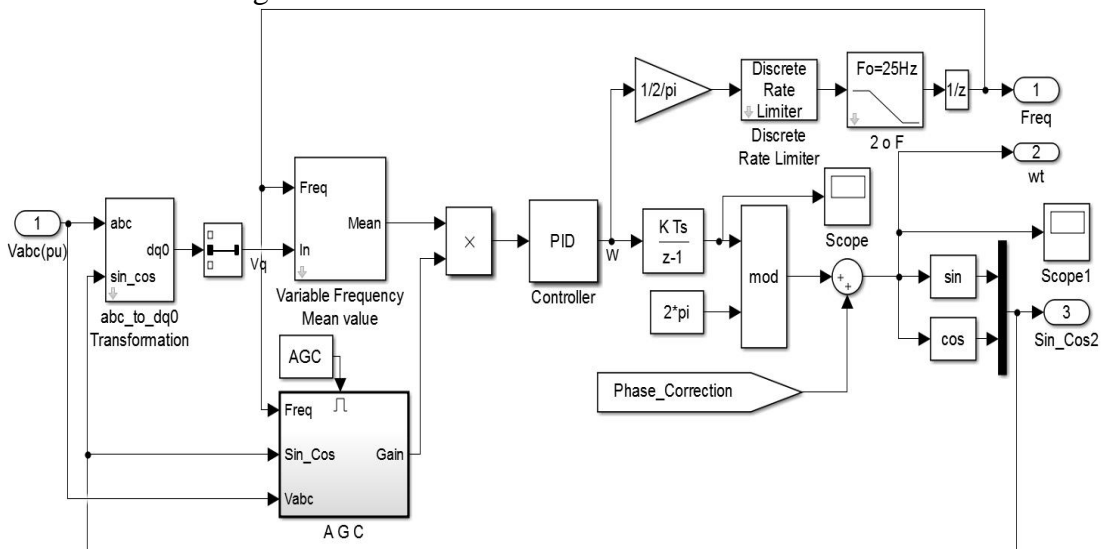 1
Vabc(pu)
abc
dq0
sin_cos
abc_to_dq0
Transformation
Vq
Freq
Mean
In
Variable Frequency
Mean value
AGC
Freq
Sin_Cos
Gain
Vabc
A G C
×
PID
Controller
W
1/2/pi
Discrete
Rate
Limiter
Discrete
Rate Limiter
Fo=25Hz
2 o F
1/z
1
Freq
2
wt
Scope
K Ts
z-1
mod
2*pi
Phase_Correction
+
+
Scope1
sin
cos
3
Sin_Cos2